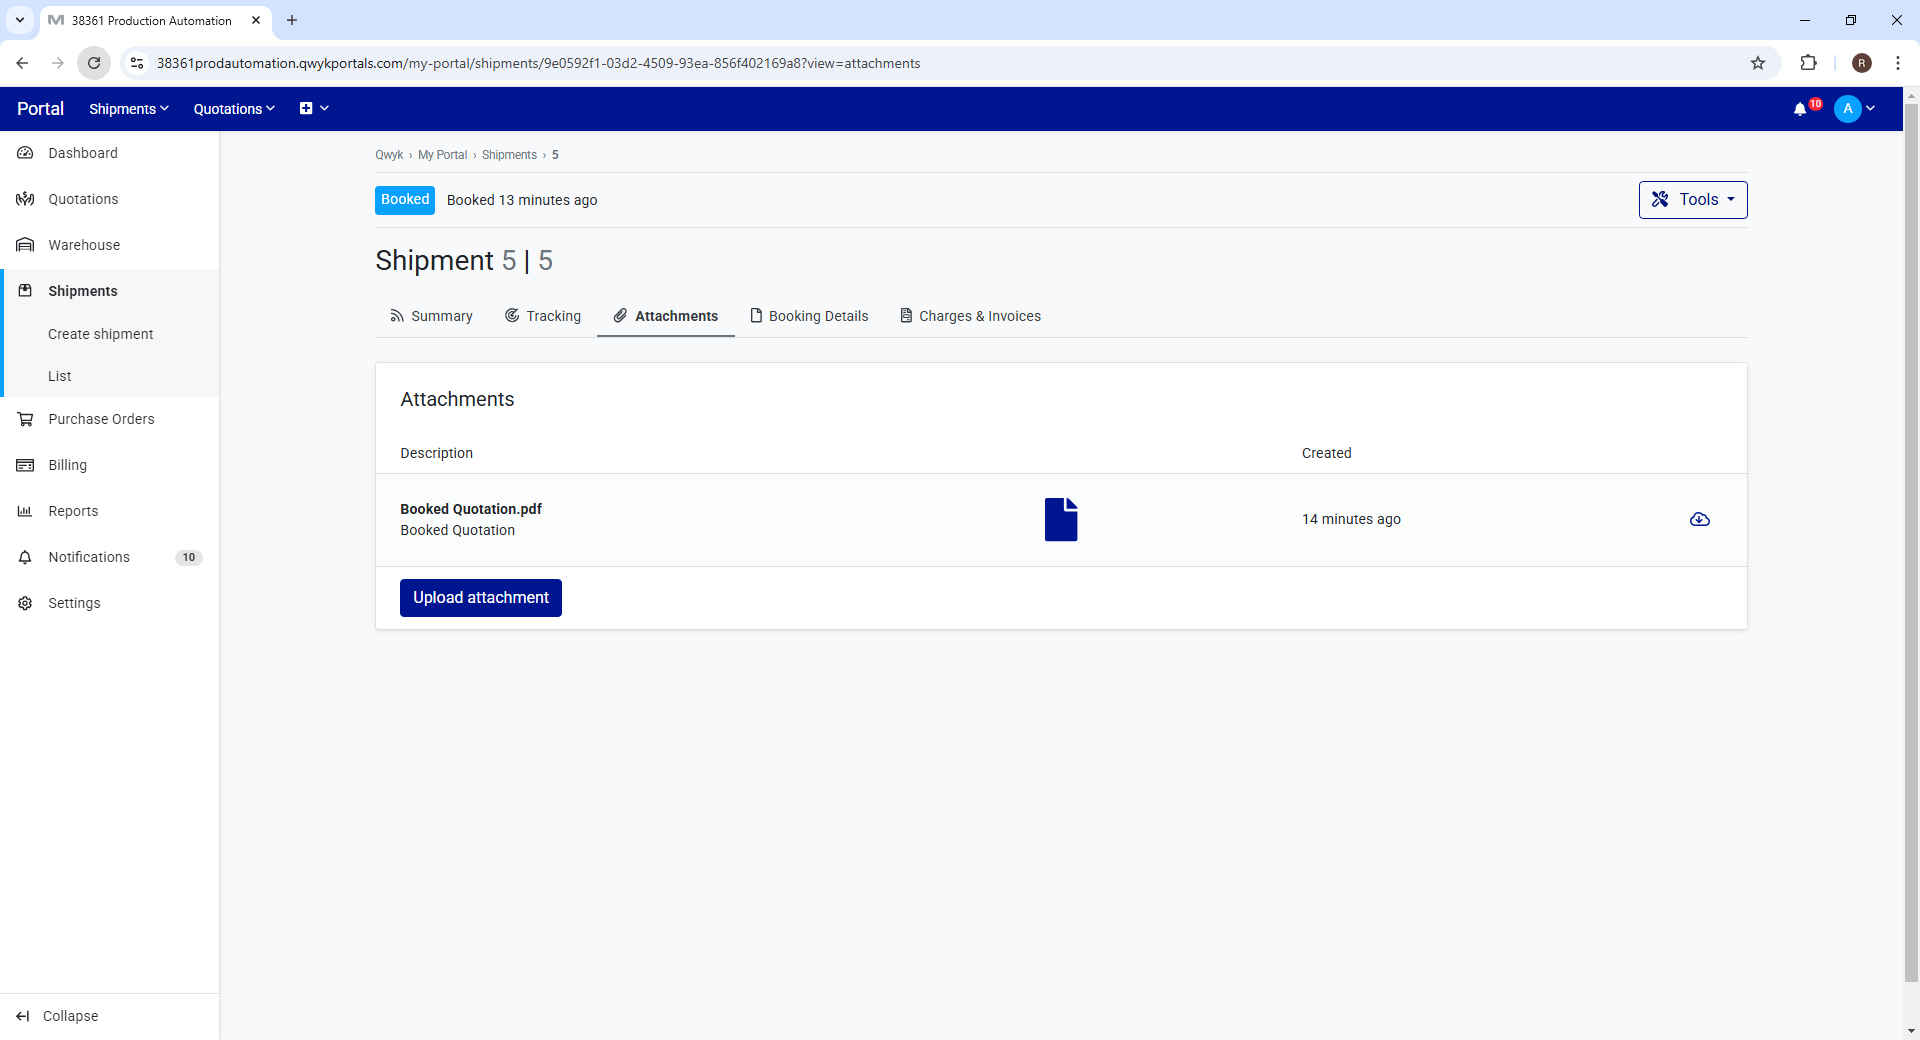 38361 Production Automation
38361prodautomation.qwykportals.com/my-portal/shipments/9e0592f1-03d2-4509-93ea-856f402169a8?view=attachments
R
Portal
Shipments
Quotations
10
A
Dashboard
Quotations
Warehouse
Shipments
Create shipment
List
Purchase Orders
Billing
Reports
Notifications 10
Settings
Collapse
Qwyk › My Portal › Shipments › 5
Booked Booked 13 minutes ago
Tools
Shipment 5 | 5
Summary
Tracking
Attachments
Booking Details
Charges & Invoices
Attachments
Description Created
Booked Quotation.pdf
Booked Quotation
14 minutes ago
Upload attachment